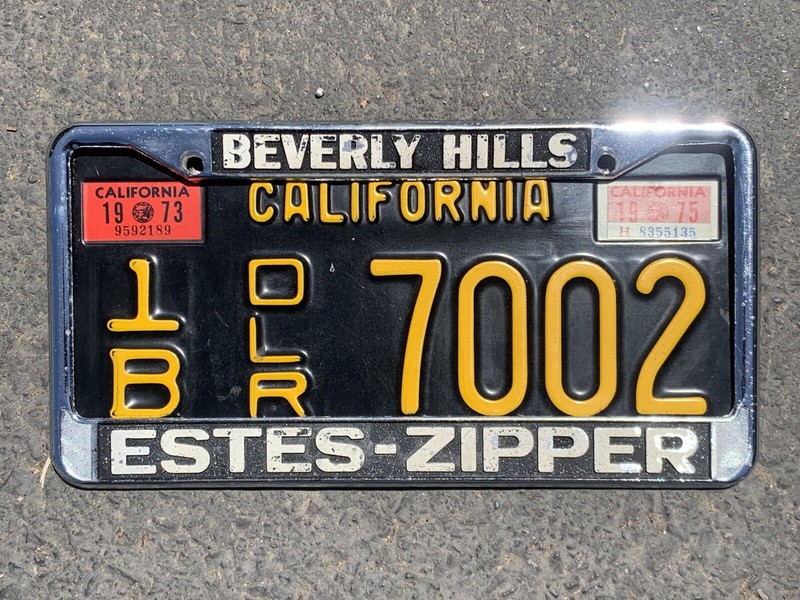 BEVERLY HILLS
CALIFORNIA
19 73
9592189
CALIFORNIA
CALIFORNIA
19 75
H 8355135
1B DLR 7002
ESTES-ZIPPER